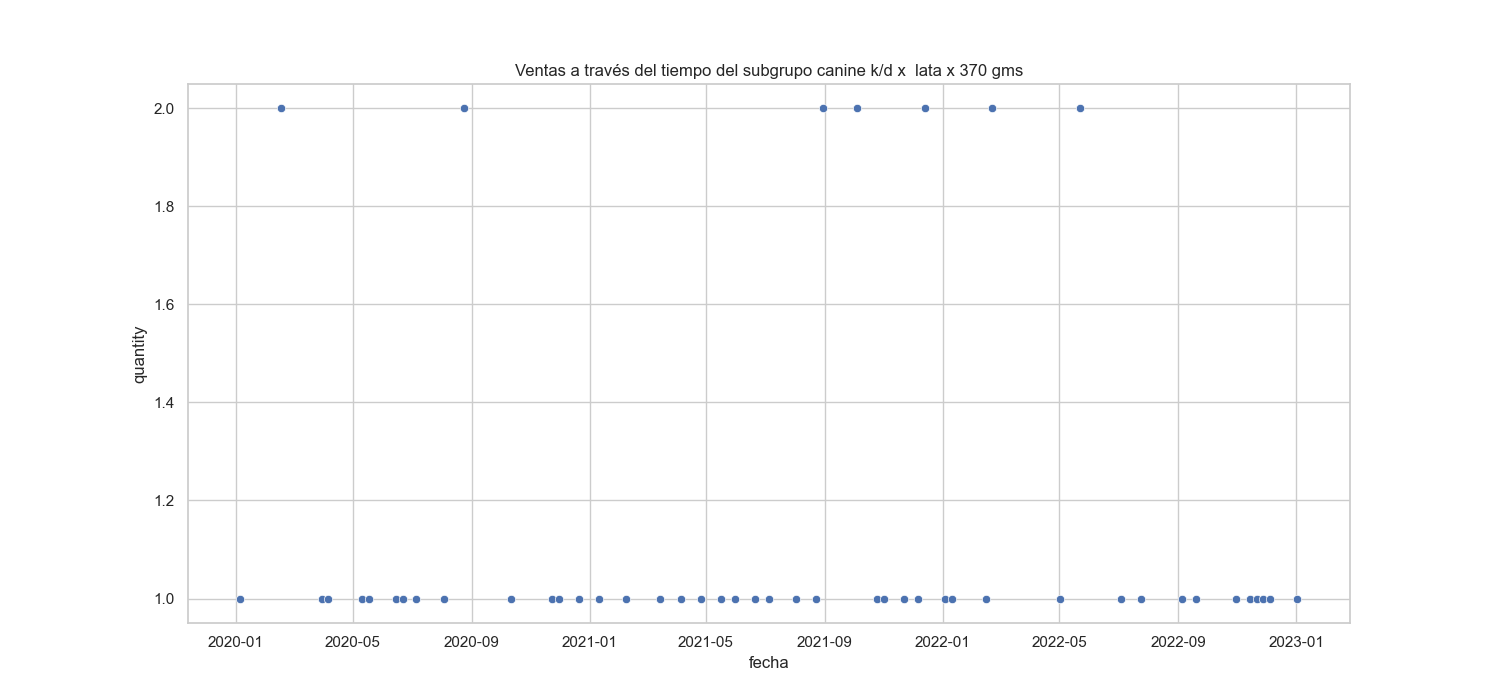 Ventas a través del tiempo del subgrupo canine k/d x  lata x 370 gms
2.0
1.8
1.6
1.4
1.2
1.0
quantity
2020-01 2020-05 2020-09 2021-01 2021-05 2021-09 2022-01 2022-05 2022-09 2023-01
fecha